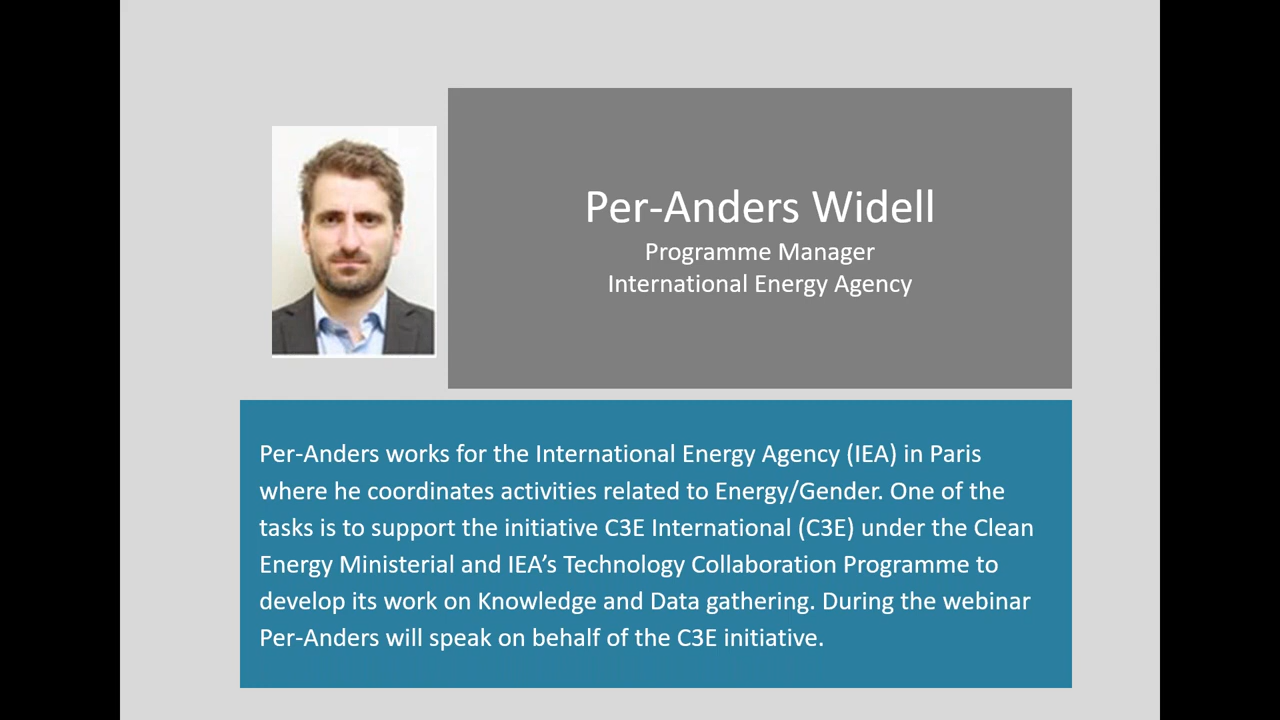 Per-Anders Widell
Programme Manager
International Energy Agency
Per-Anders works for the International Energy Agency (IEA) in Paris
where he coordinates activities related to Energy/Gender. One of the
tasks is to support the initiative C3E International (C3E) under the Clean
Energy Ministerial and IEA’s Technology Collaboration Programme to
develop its work on Knowledge and Data gathering. During the webinar
Per-Anders will speak on behalf of the C3E initiative.